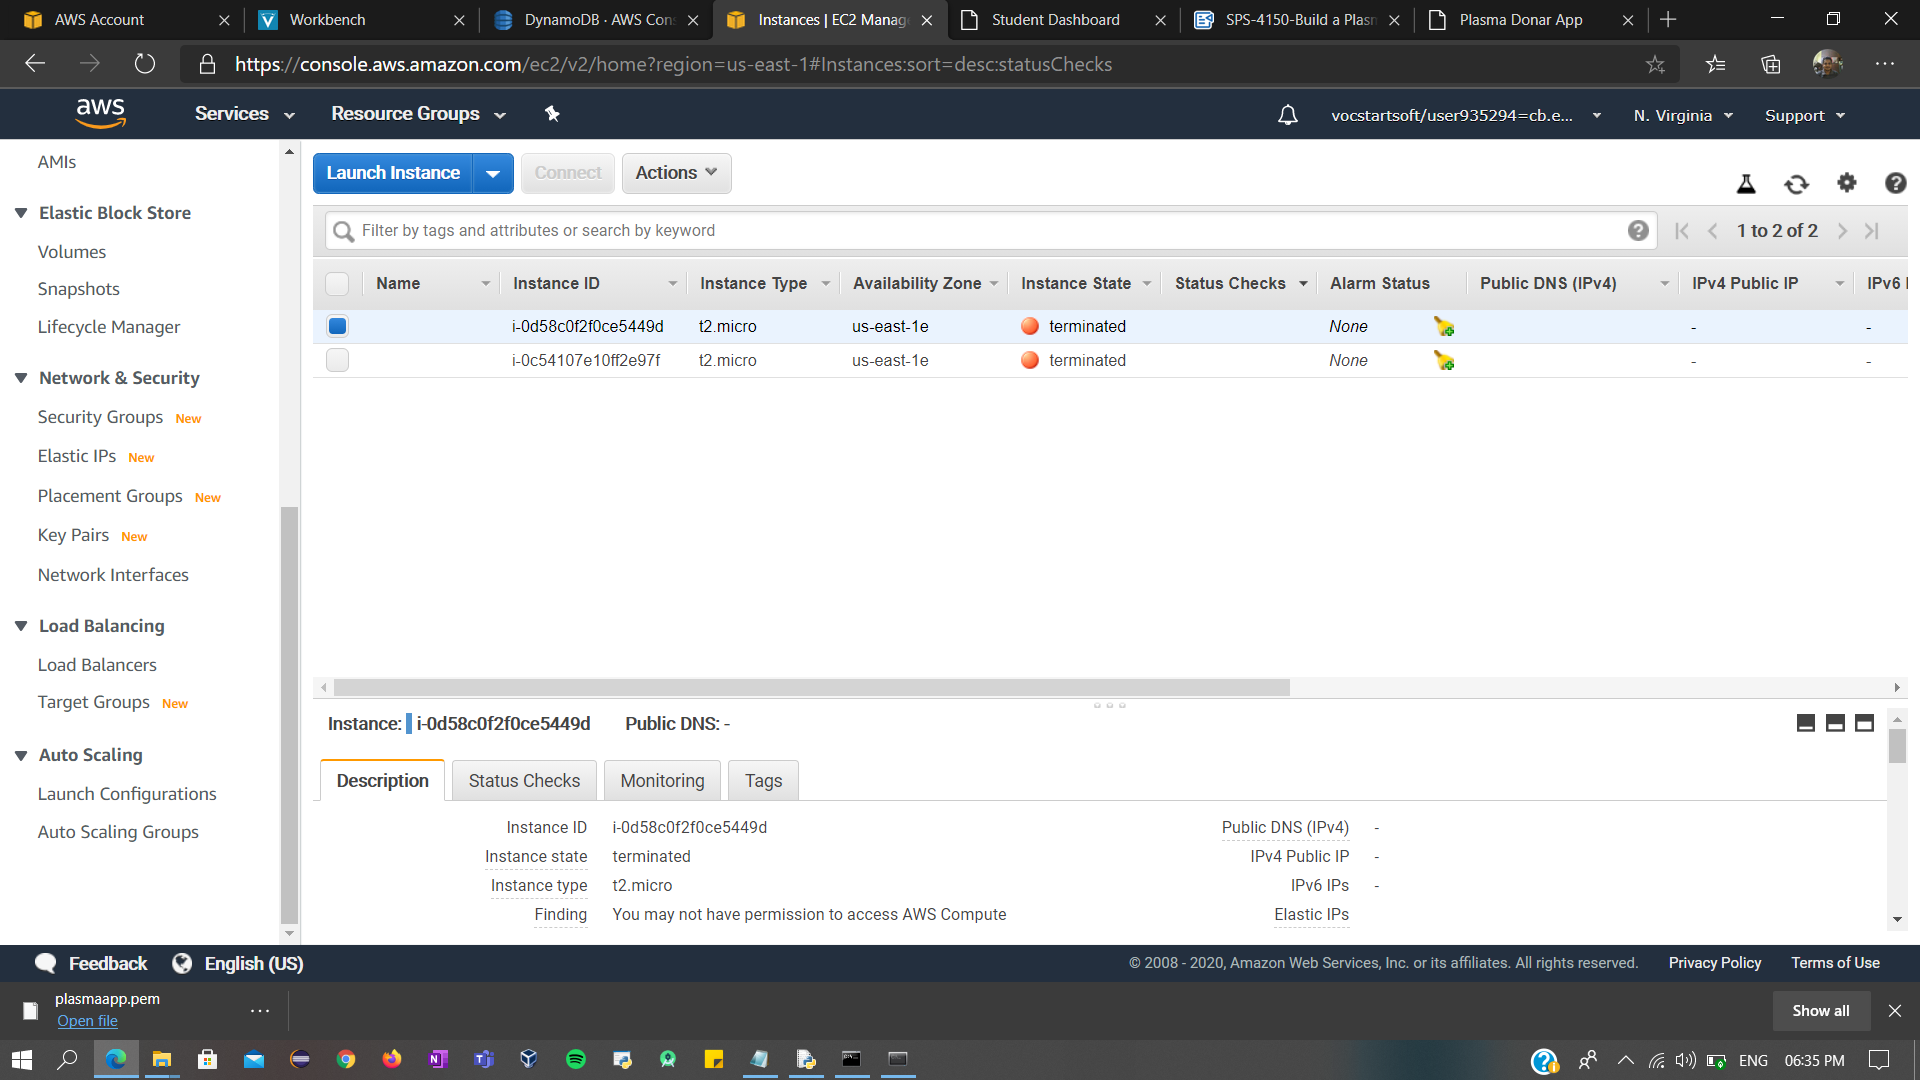 AWS Account
Workbench
DynamoDB · AWS Con
Instances | EC2 Manag
Student Dashboard
SPS-4150-Build a Plasm
Plasma Donar App
https://console.aws.amazon.com/ec2/v2/home?region=us-east-1#Instances:sort=desc:statusChecks
aws
Services
Resource Groups
vocstartsoft/user935294=cb.e...
N. Virginia
Support
AMIs
Elastic Block Store
Volumes
Snapshots
Lifecycle Manager
Network & Security
Security Groups New
Elastic IPs New
Placement Groups New
Key Pairs New
Network Interfaces
Load Balancing
Load Balancers
Target Groups New
Auto Scaling
Launch Configurations
Auto Scaling Groups
Launch Instance
Connect
Actions
Filter by tags and attributes or search by keyword
1 to 2 of 2
Name Instance ID Instance Type Availability Zone Instance State Status Checks Alarm Status Public DNS (IPv4) IPv4 Public IP IPv6 I
i-0d58c0f2f0ce5449d t2.micro us-east-1e terminated None - -
i-0c54107e10ff2e97f t2.micro us-east-1e terminated None - -
Instance: i-0d58c0f2f0ce5449d Public DNS: -
Description Status Checks Monitoring Tags
Instance ID i-0d58c0f2f0ce5449d Public DNS (IPv4) -
Instance state terminated IPv4 Public IP -
Instance type t2.micro IPv6 IPs -
Finding You may not have permission to access AWS Compute Elastic IPs
Feedback
English (US)
© 2008 - 2020, Amazon Web Services, Inc. or its affiliates. All rights reserved.
Privacy Policy
Terms of Use
plasmaapp.pem
Open file
Show all
ENG
06:35 PM